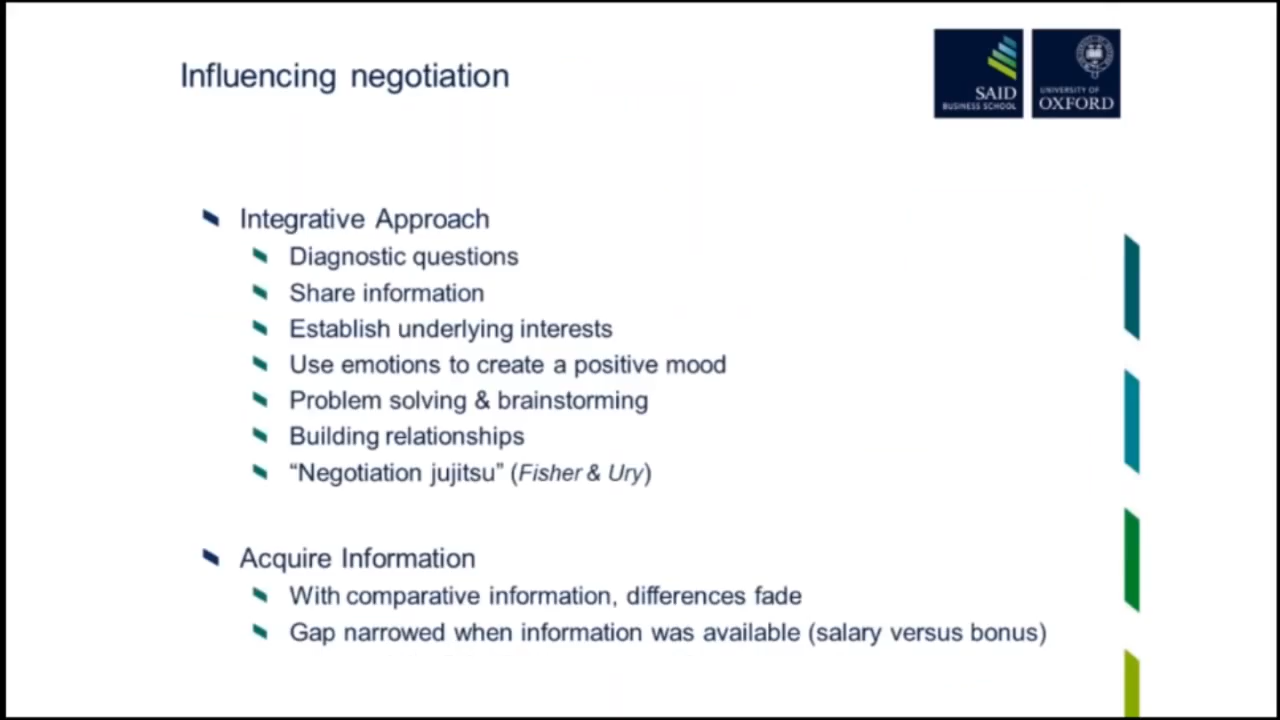 Influencing negotiation
SAID
BUSINESS SCHOOL
UNIVERSITY OF
OXFORD
Integrative Approach
Diagnostic questions
Share information
Establish underlying interests
Use emotions to create a positive mood
Problem solving & brainstorming
Building relationships
“Negotiation jujitsu” (Fisher & Ury)
Acquire Information
With comparative information, differences fade
Gap narrowed when information was available (salary versus bonus)